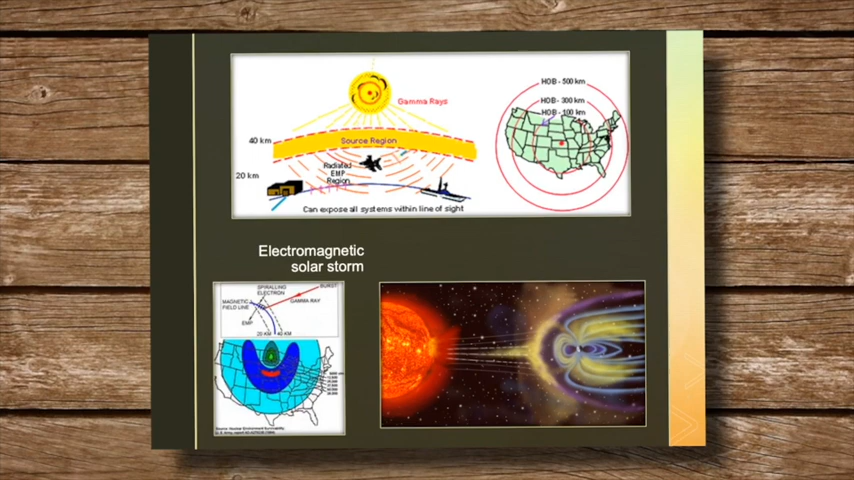 HOB - 500 km
Gamma Rays
HOB - 300 km
HOB - 100 km
40 km
Source Region
Radiated
EMP
Region
20 km
Can expose all systems within line of sight
Electromagnetic
solar storm
SPIRALLING
ELECTRON
BURST
MAGNETIC
FIELD LINE
GAMMA RAY
EMP
20 KM
40 KM